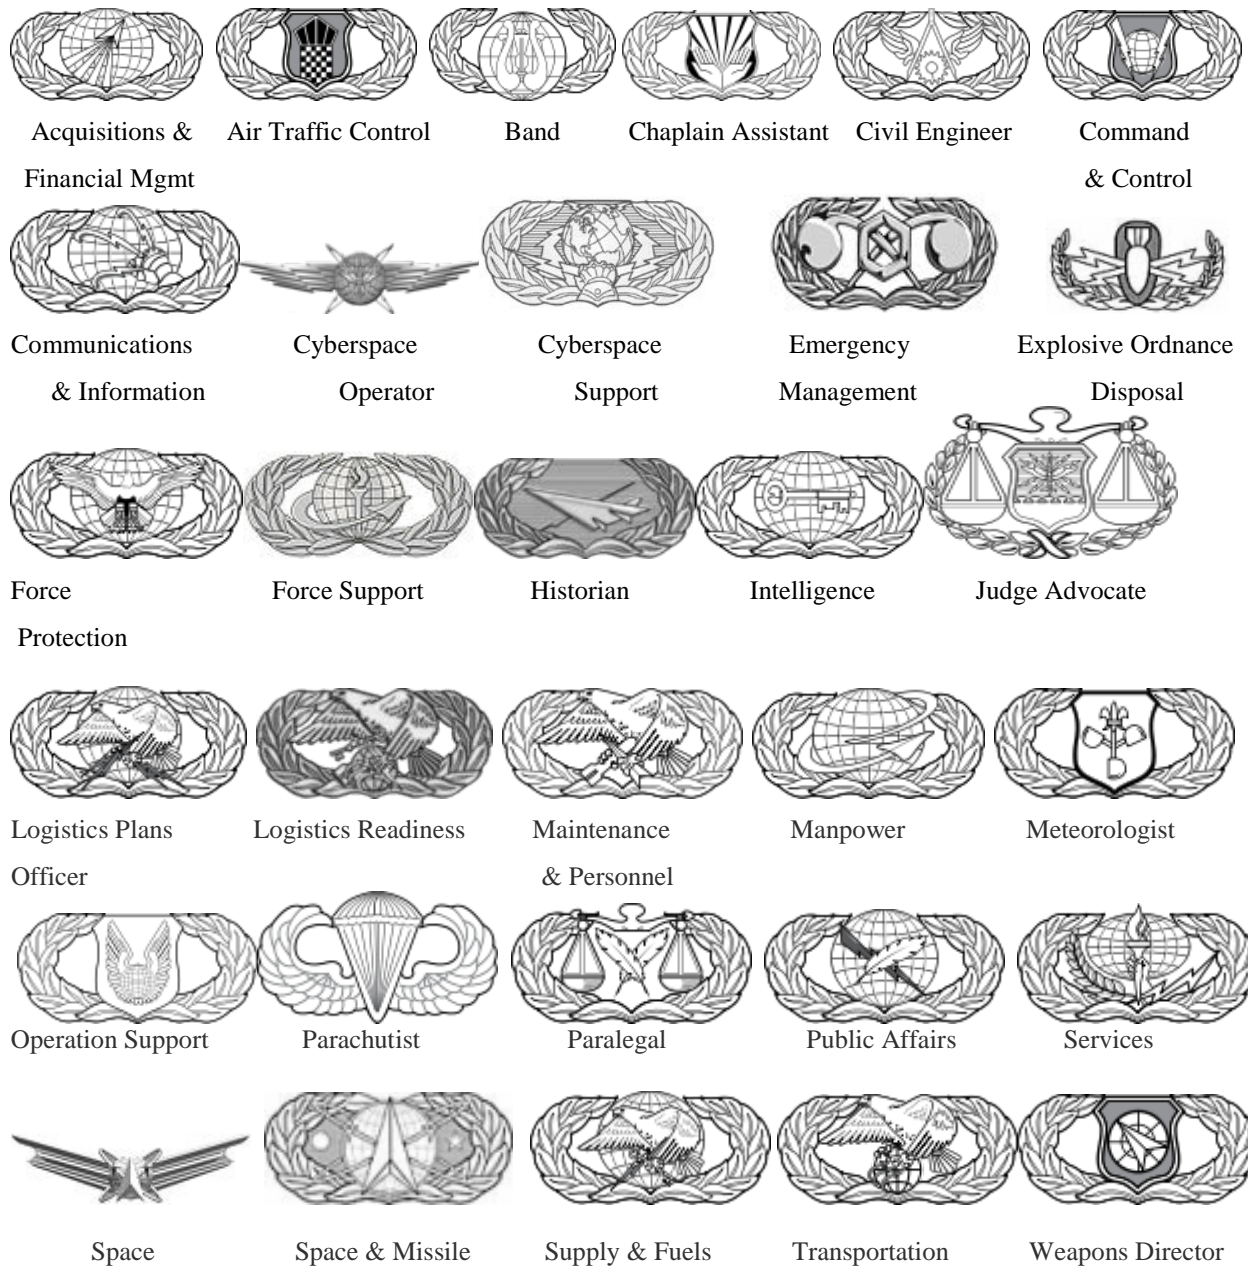 Acquisitions & Air Traffic Control Band Chaplain Assistant Civil Engineer Command
Financial Mgmt & Control
Communications Cyberspace Cyberspace Emergency Explosive Ordnance
& Information Operator Support Management Disposal
Force Force Support Historian Intelligence Judge Advocate
Protection
Logistics Plans Logistics Readiness Maintenance Manpower Meteorologist
Officer & Personnel
Operation Support Parachutist Paralegal Public Affairs Services
Space Space & Missile Supply & Fuels Transportation Weapons Director